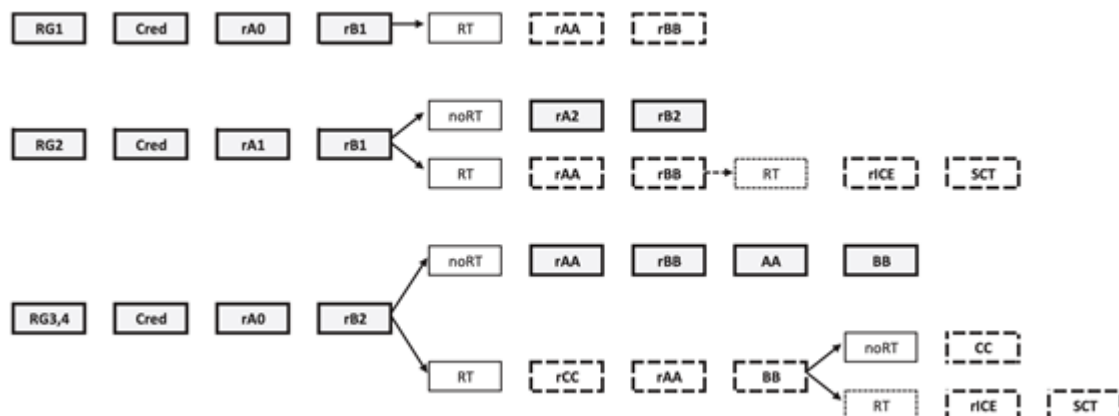 RG1 Cred rA0 rB1 RT rAA rBB
noRT rA2 rB2
RG2 Cred rA1 rB1
RT rAA rBB RT rICE SCT
noRT rAA rBB AA BB
RG3,4 Cred rA0 rB2
noRT CC
RT rCC rAA BB
RT rICE SCT